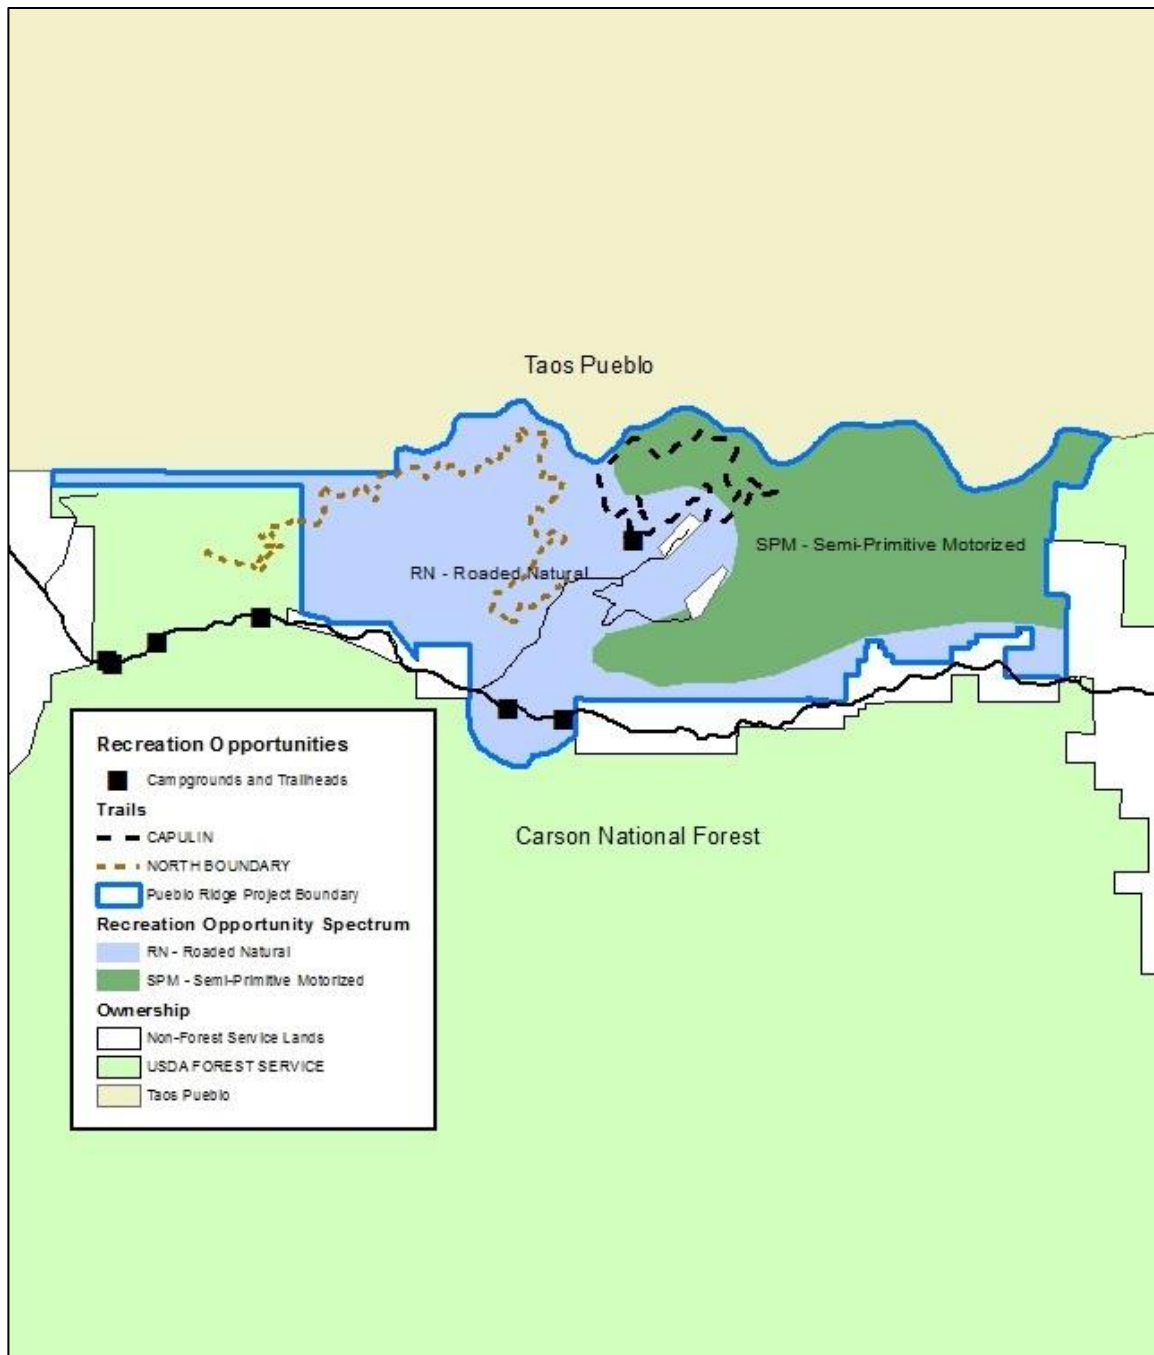 Taos Pueblo
SPM - Semi-Primitive Motorized
RN - Roaded Natural
Carson National Forest
Recreation Opportunities
Campgrounds and Trailheads
Trails
CAPULIN
NORTH BOUNDARY
Pueblo Ridge Project Boundary
Recreation Opportunity Spectrum
RN - Roaded Natural
SPM - Semi-Primitive Motorized
Ownership
Non-Forest Service Lands
USDA FOREST SERVICE
Taos Pueblo